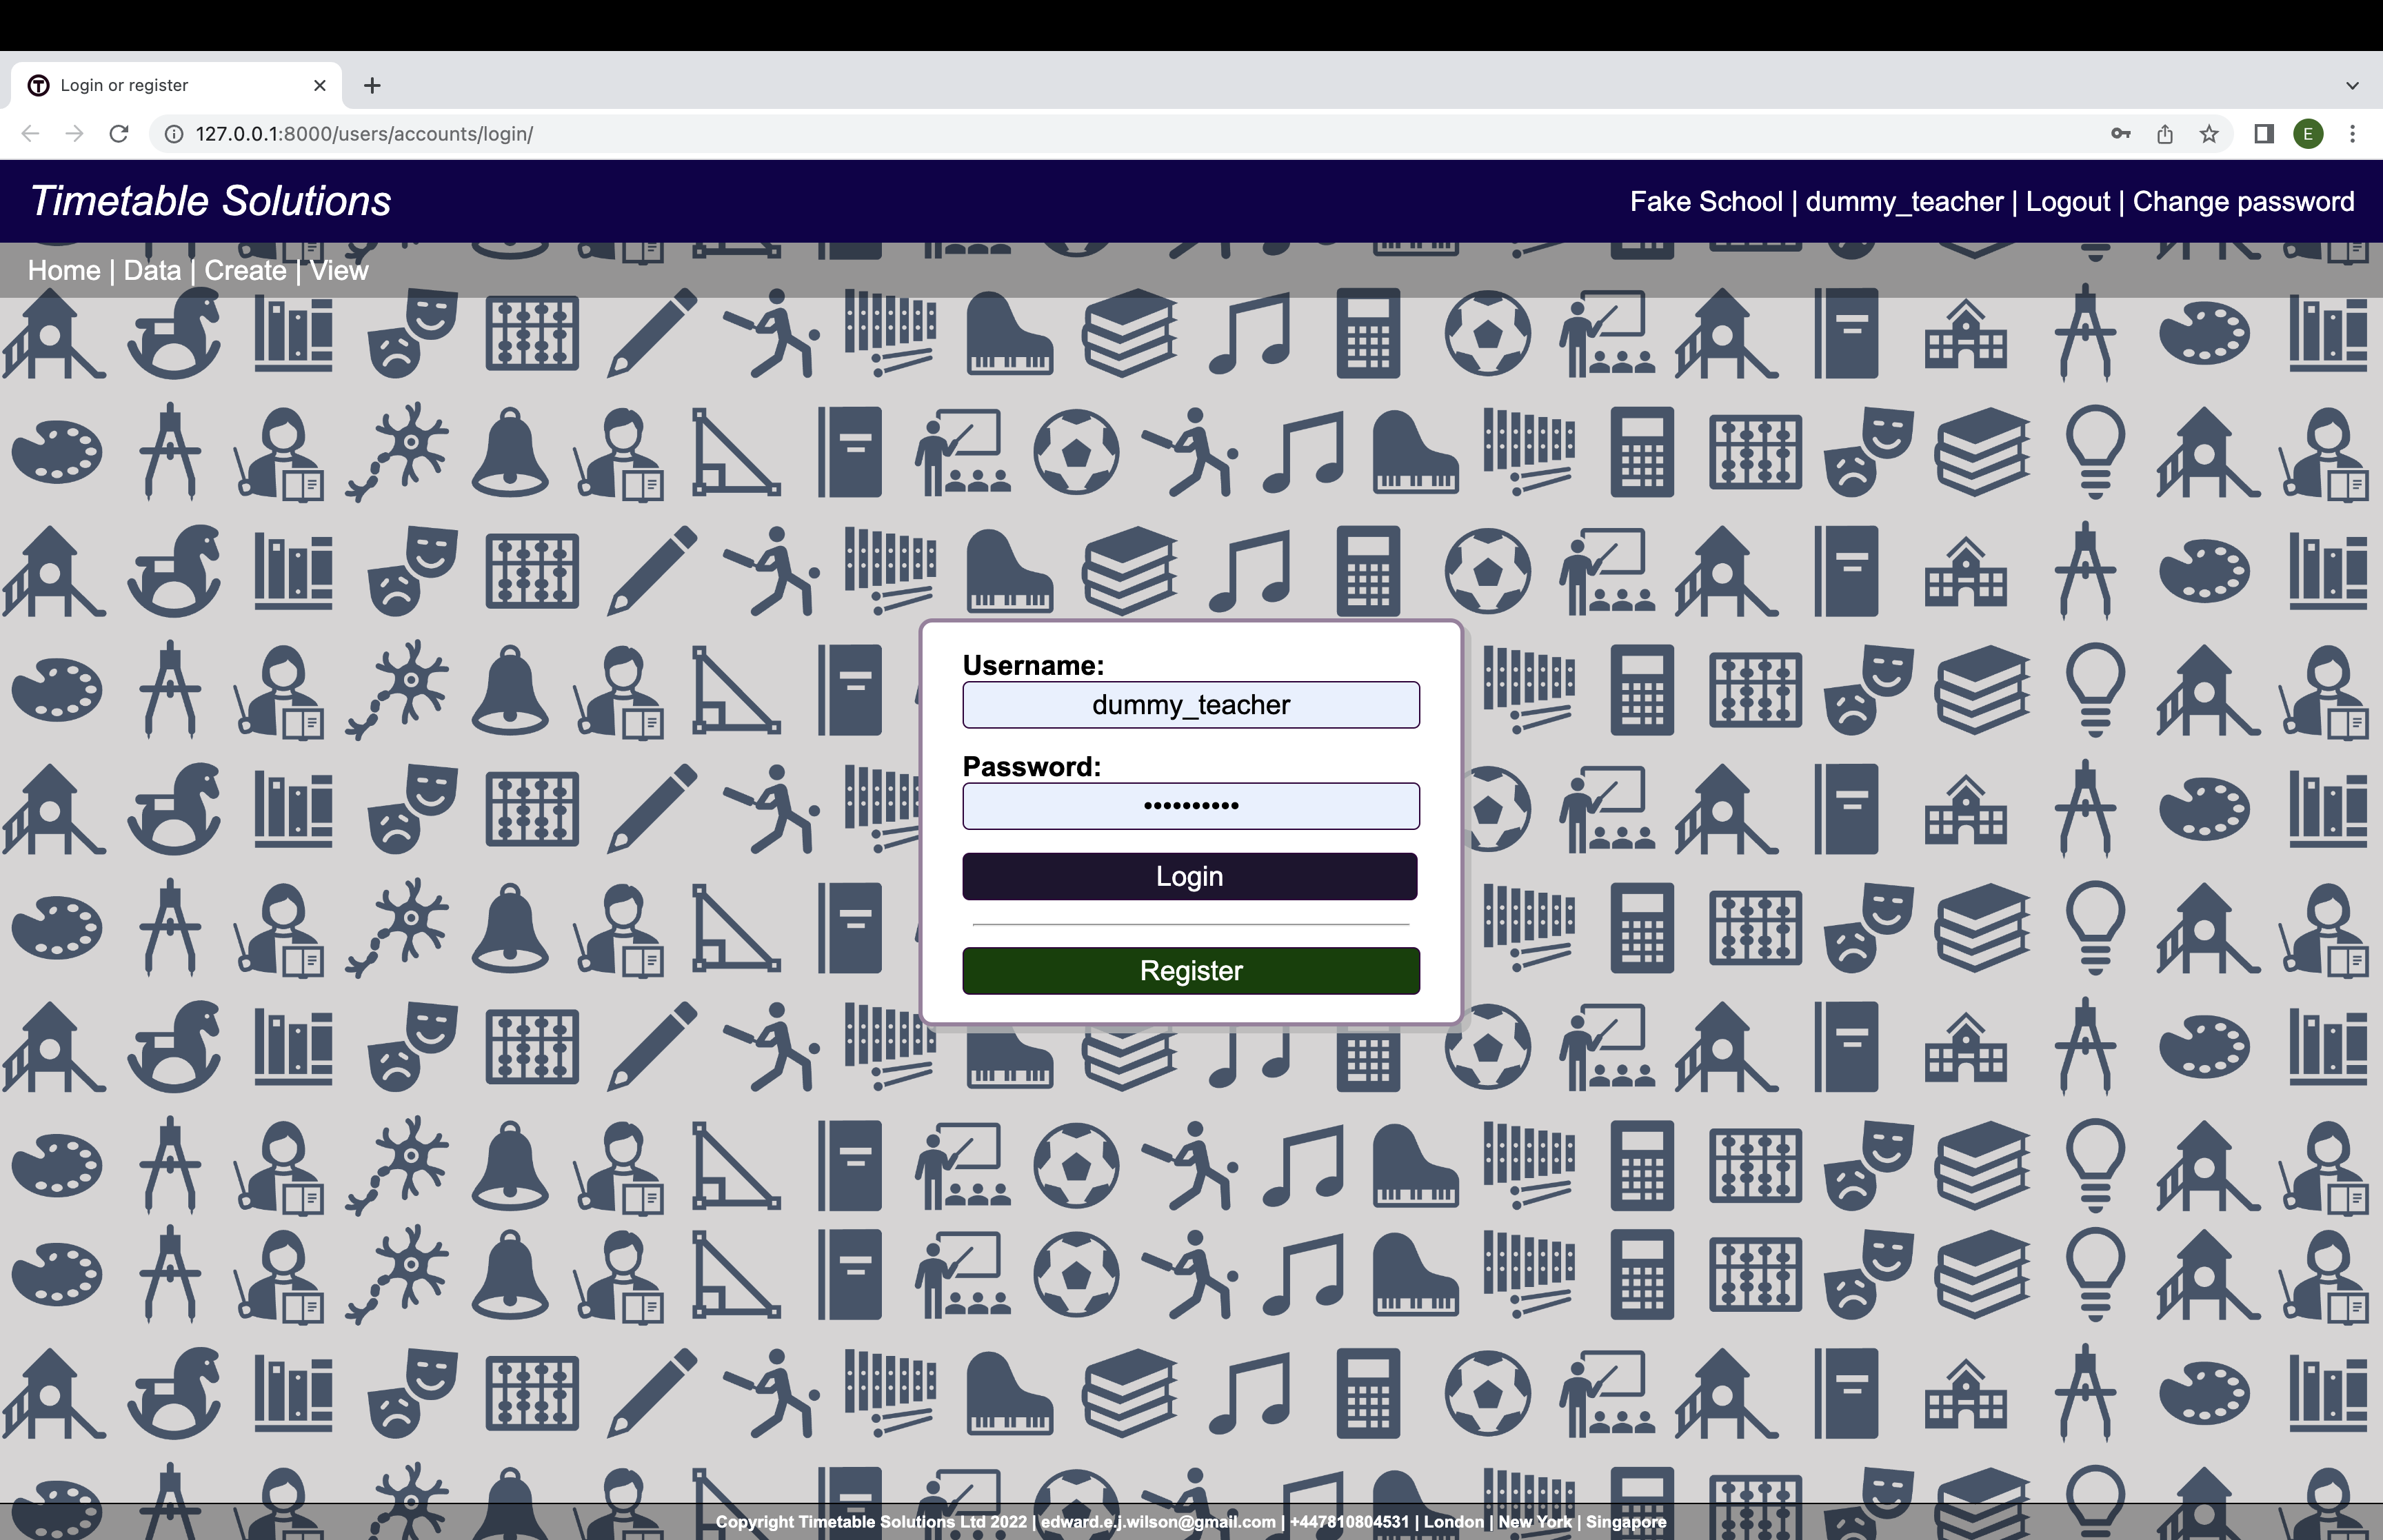 Login or register
127.0.0.1:8000/users/accounts/login/
E
Timetable Solutions
Fake School | dummy_teacher | Logout | Change password
Home | Data | Create | View
Username:
dummy_teacher
Password:
••••••••••
Login
Register
Copyright Timetable Solutions Ltd 2022 | edward.e.j.wilson@gmail.com | +447810804531 | London | New York | Singapore